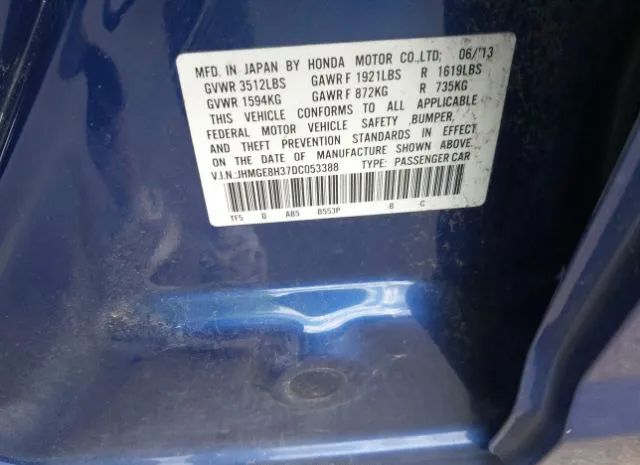 MFD. IN JAPAN BY HONDA MOTOR CO.,LTD; 06/'13
GVWR 3512LBS GAWR F 1921LBS R 1619LBS
GVWR 1594KG GAWR F 872KG R 735KG
THIS VEHICLE CONFORMS TO ALL APPLICABLE
FEDERAL MOTOR VEHICLE SAFETY ,BUMPER,
AND THEFT PREVENTION STANDARDS IN EFFECT
ON THE DATE OF MANUFACTURE SHOWN ABOVE.
V.I.N.:JHMGE8H37DC053388 TYPE: PASSENGER CAR
TF5 D AB5 B553P -B C